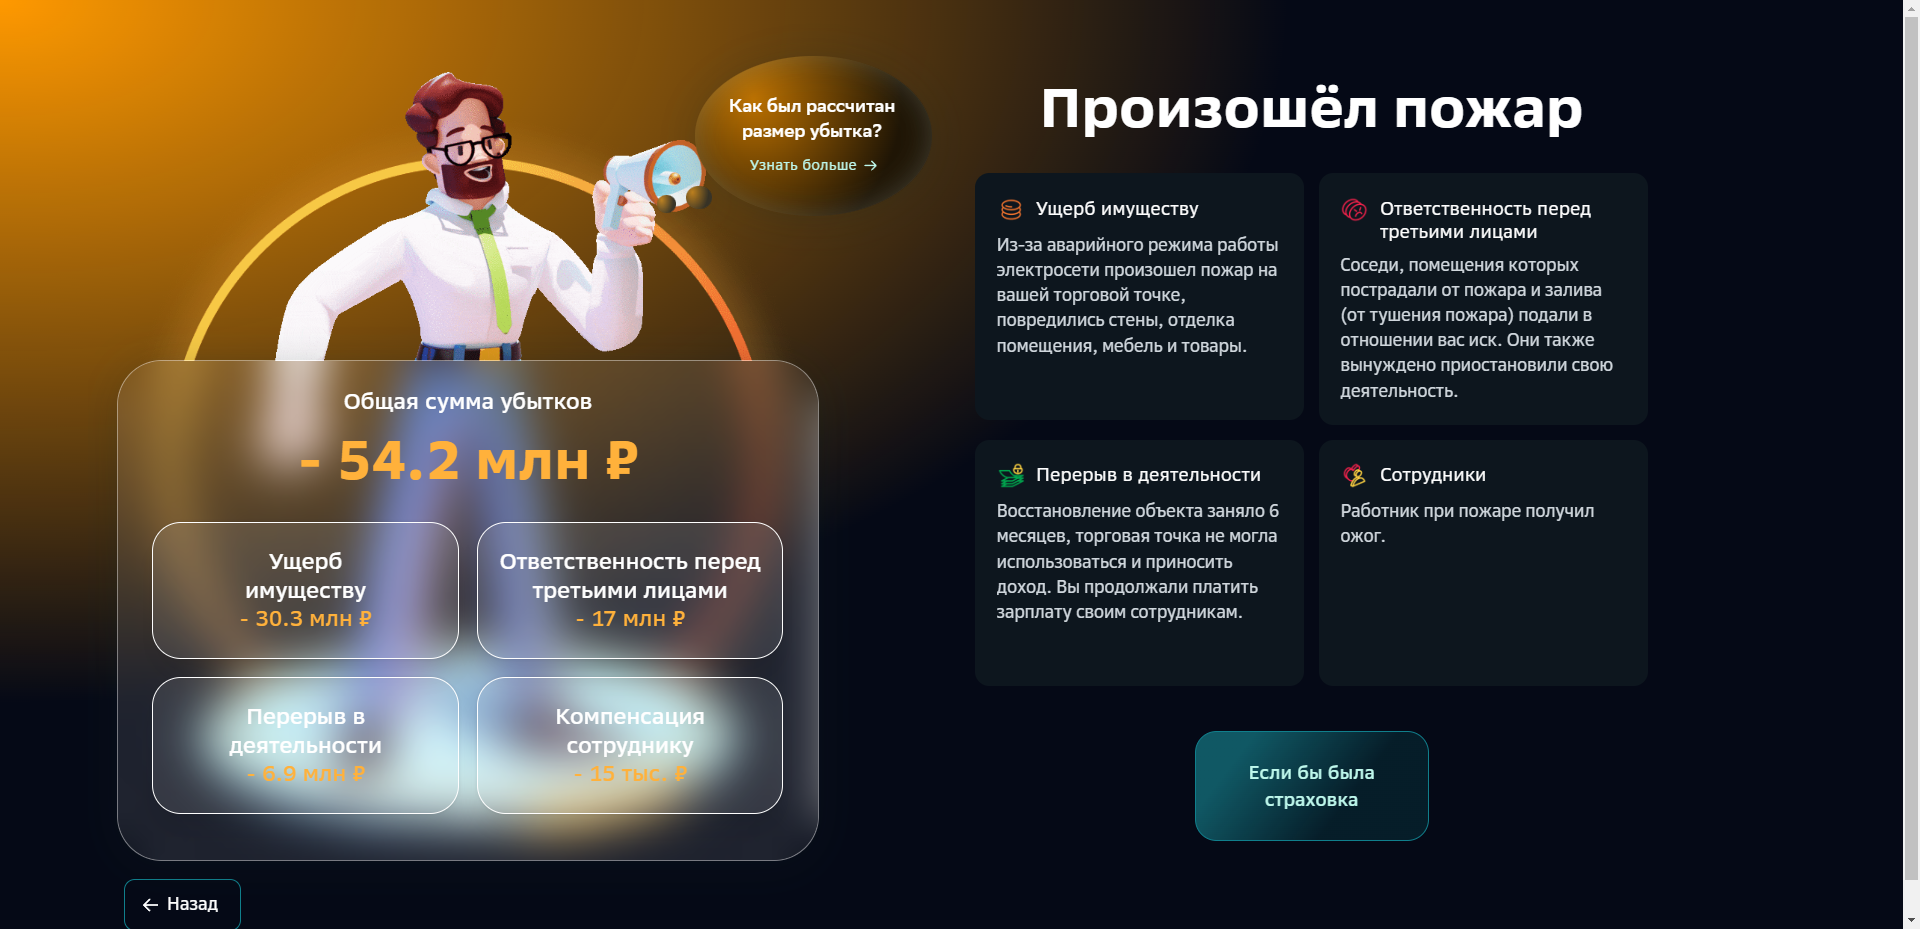 Как был рассчитан
размер убытка?
Узнать больше →
Общая сумма убытков
- 54.2 млн ₽
Ущерб
имуществу
- 30.3 млн ₽
Ответственность перед
третьими лицами
- 17 млн ₽
Перерыв в
деятельности
- 6.9 млн ₽
Компенсация
сотруднику
- 15 тыс. ₽
← Назад
Произошёл пожар
Ущерб имуществу
Из-за аварийного режима работы
электросети произошел пожар на
вашей торговой точке,
повредились стены, отделка
помещения, мебель и товары.
Ответственность перед
третьими лицами
Соседи, помещения которых
пострадали от пожара и залива
(от тушения пожара) подали в
отношении вас иск. Они также
вынуждено приостановили свою
деятельность.
Перерыв в деятельности
Восстановление объекта заняло 6
месяцев, торговая точка не могла
использоваться и приносить
доход. Вы продолжали платить
зарплату своим сотрудникам.
Сотрудники
Работник при пожаре получил
ожог.
Если бы была
страховка